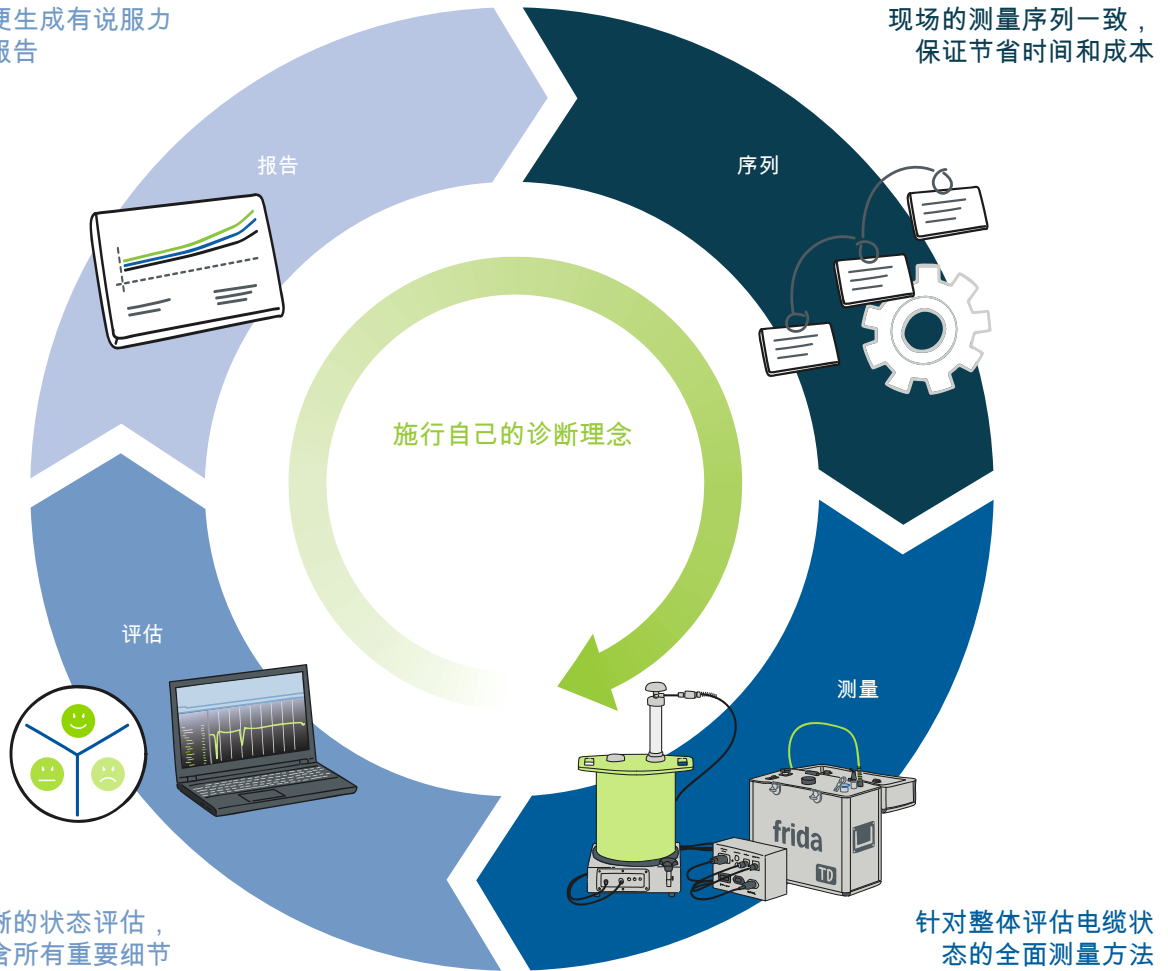 更生成有说服力
报告
现场的测量序列一致，
保证节省时间和成本
报告
序列
施行自己的诊断理念
评估
测量
frida
TD
晰的状态评估，
含所有重要细节
针对整体评估电缆状
态的全面测量方法